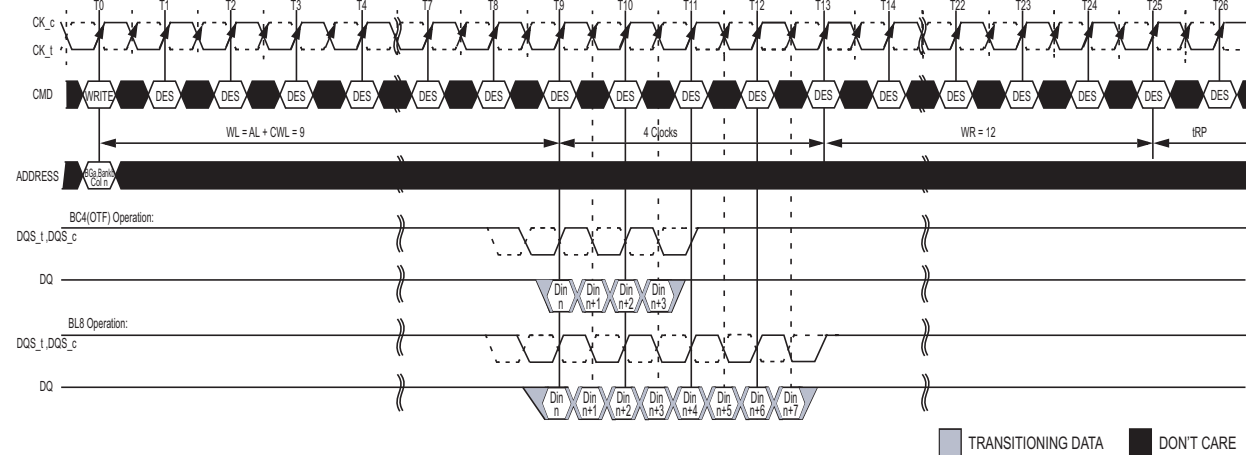 T0 T1 T2 T3 T4 T7 T8 T9 T10 T11 T12 T13 T14 T22 T23 T24 T25 T26
CK_c
CK_t
CMD WRITE DES DES DES DES DES DES DES DES DES DES DES DES DES DES DES DES DES
WL = AL + CWL = 9 4 Clocks WR = 12 tRP
ADDRESS
Col n
BC4(OTF) Operation:
DQS_t ,DQS_c
DQ
Din Din Din Din
n n+1 n+2 n+3
BL8 Operation:
DQS_t ,DQS_c
DQ
Din Din Din Din Din Din Din Din
n n+1 n+2 n+3 n+4 n+5 n+6 n+7
TRANSITIONING DATA DON'T CARE